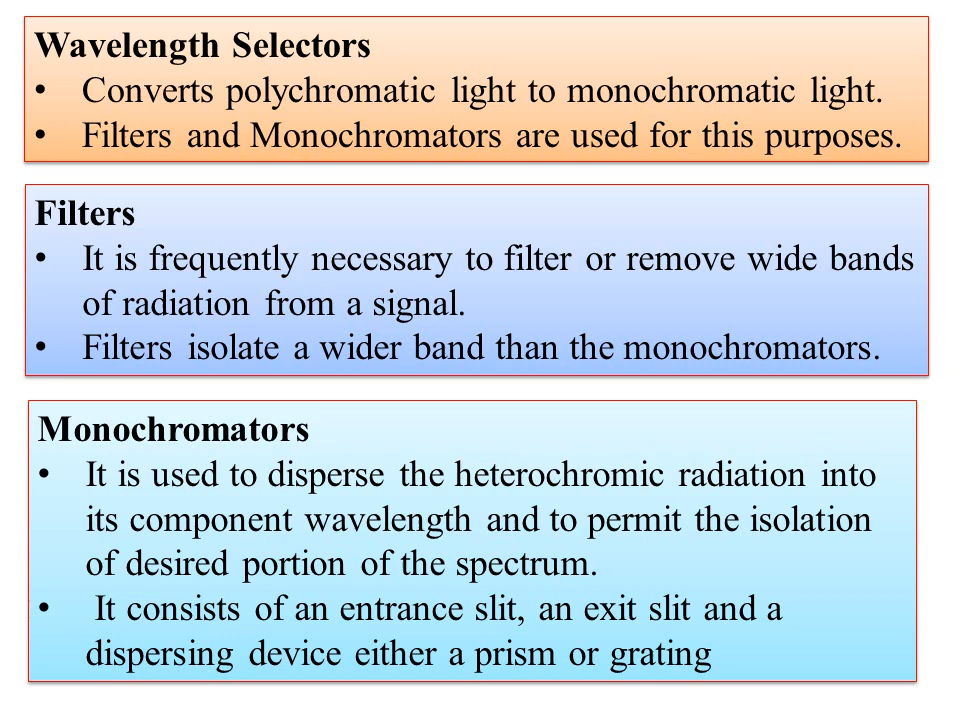 Wavelength Selectors
• Converts polychromatic light to monochromatic light.
• Filters and Monochromators are used for this purposes.
Filters
• It is frequently necessary to filter or remove wide bands
of radiation from a signal.
• Filters isolate a wider band than the monochromators.
Monochromators
• It is used to disperse the heterochromic radiation into
its component wavelength and to permit the isolation
of desired portion of the spectrum.
• It consists of an entrance slit, an exit slit and a
dispersing device either a prism or grating